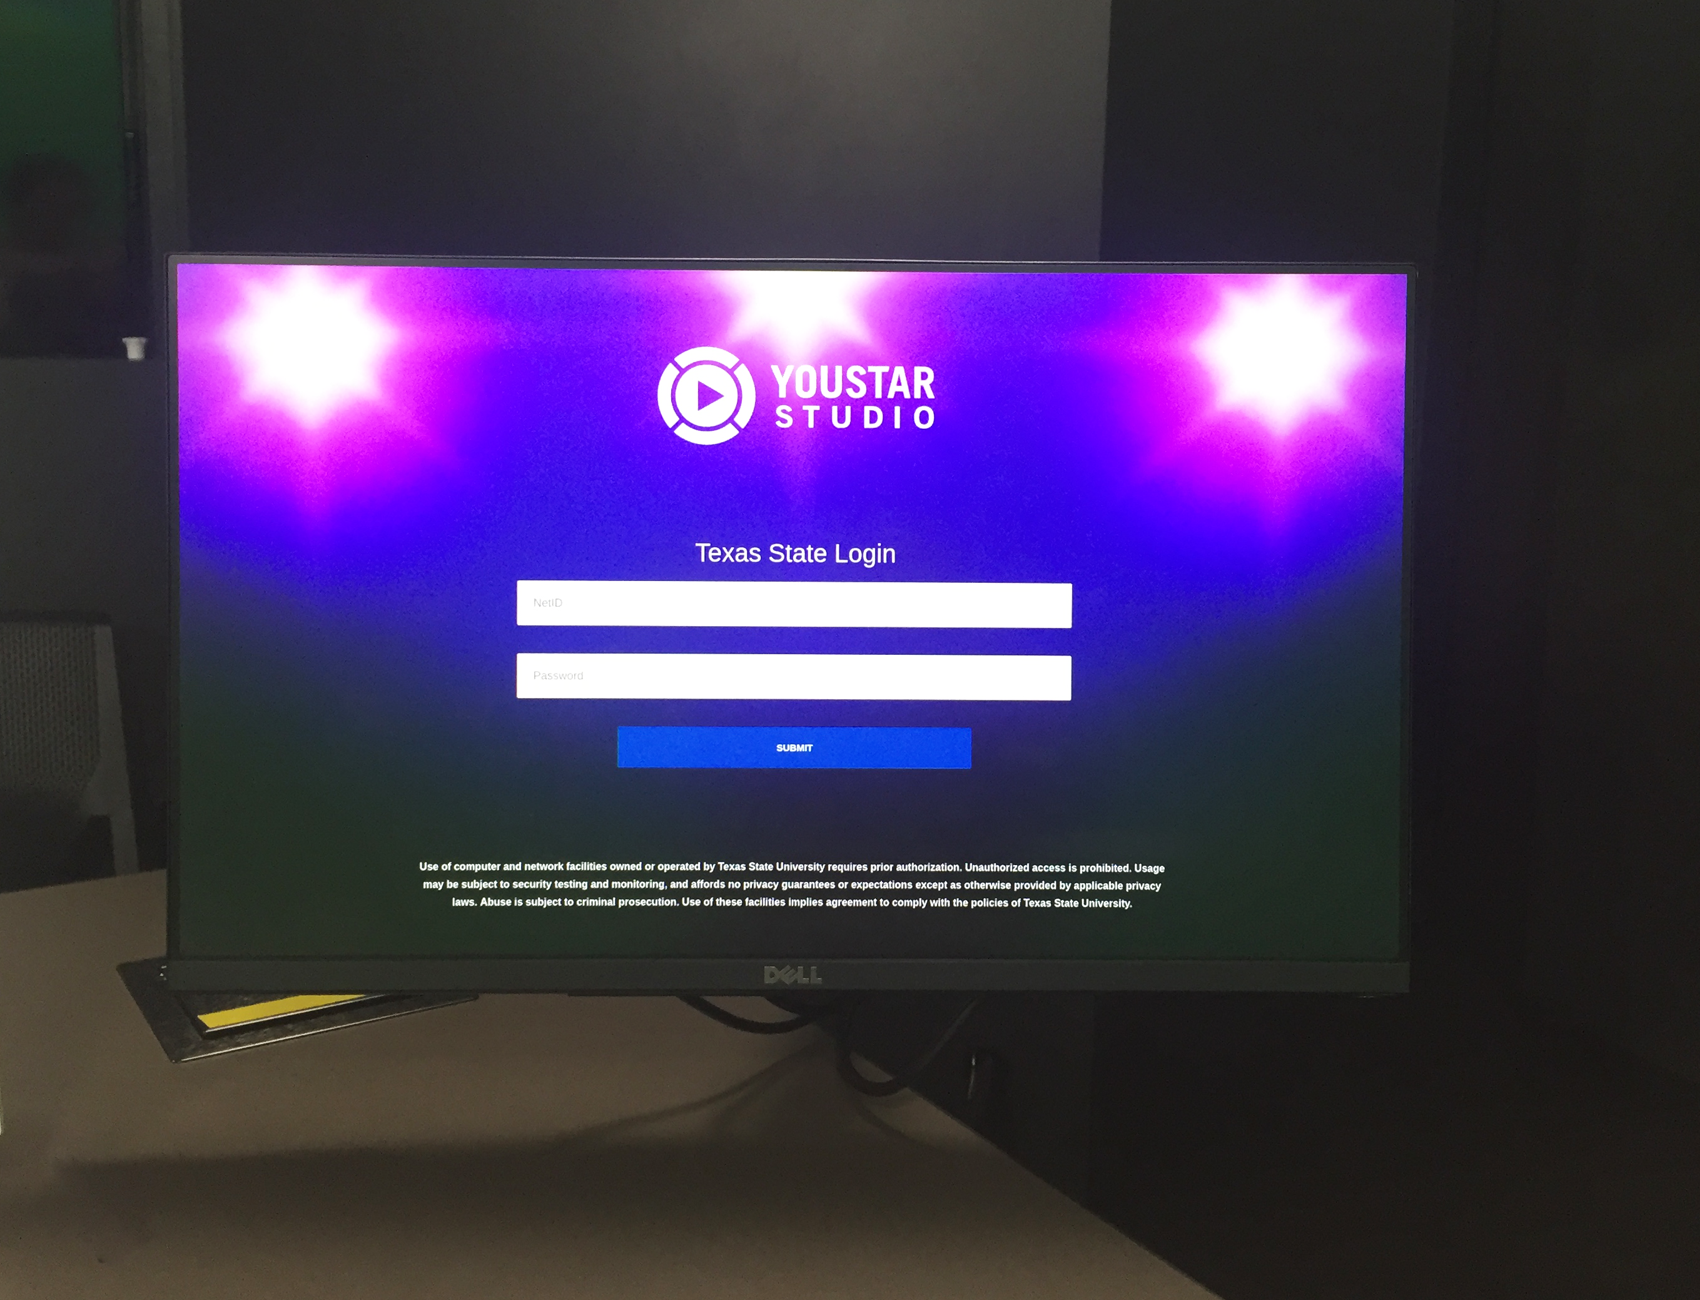 YOUSTAR
STUDIO
Texas State Login
NetID
Password
SUBMIT
Use of computer and network facilities owned or operated by Texas State University requires prior authorization. Unauthorized access is prohibited. Usage
may be subject to security testing and monitoring, and affords no privacy guarantees or expectations except as otherwise provided by applicable privacy
laws. Abuse is subject to criminal prosecution. Use of these facilities implies agreement to comply with the policies of Texas State University.
DELL